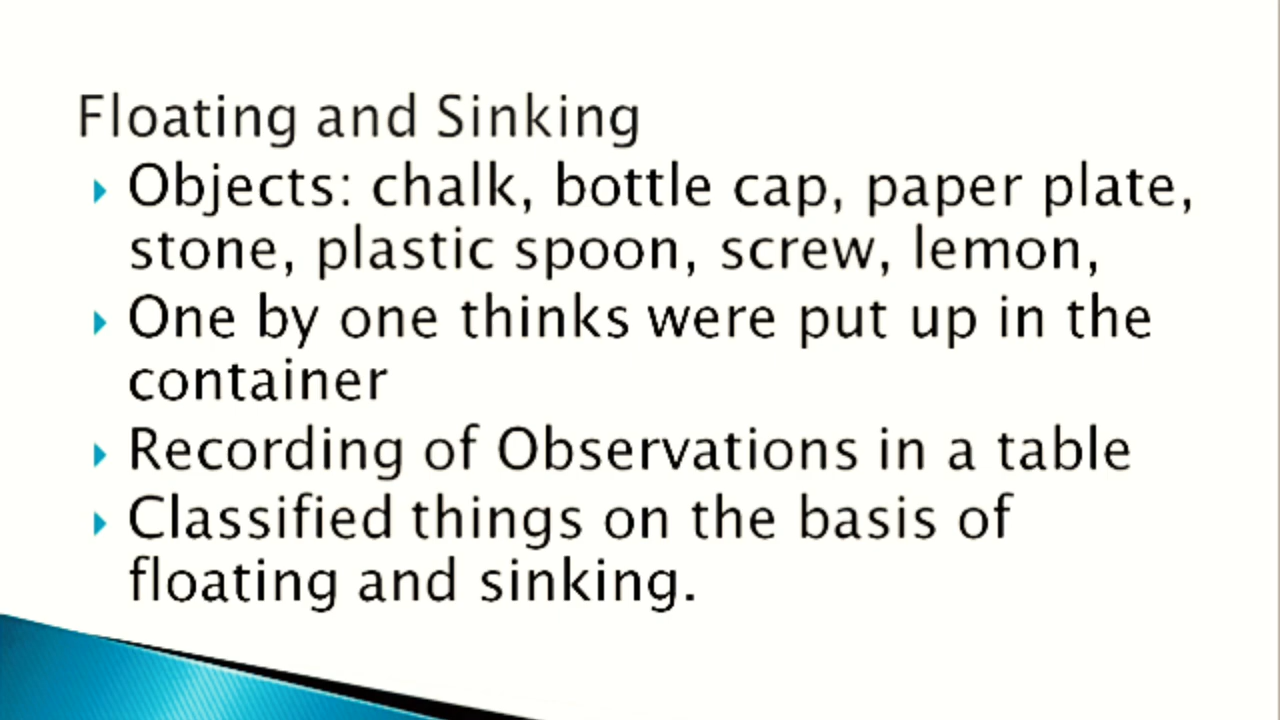 Floating and Sinking
Objects: chalk, bottle cap, paper plate,
stone, plastic spoon, screw, lemon,
One by one thinks were put up in the
container
Recording of Observations in a table
Classified things on the basis of
floating and sinking.